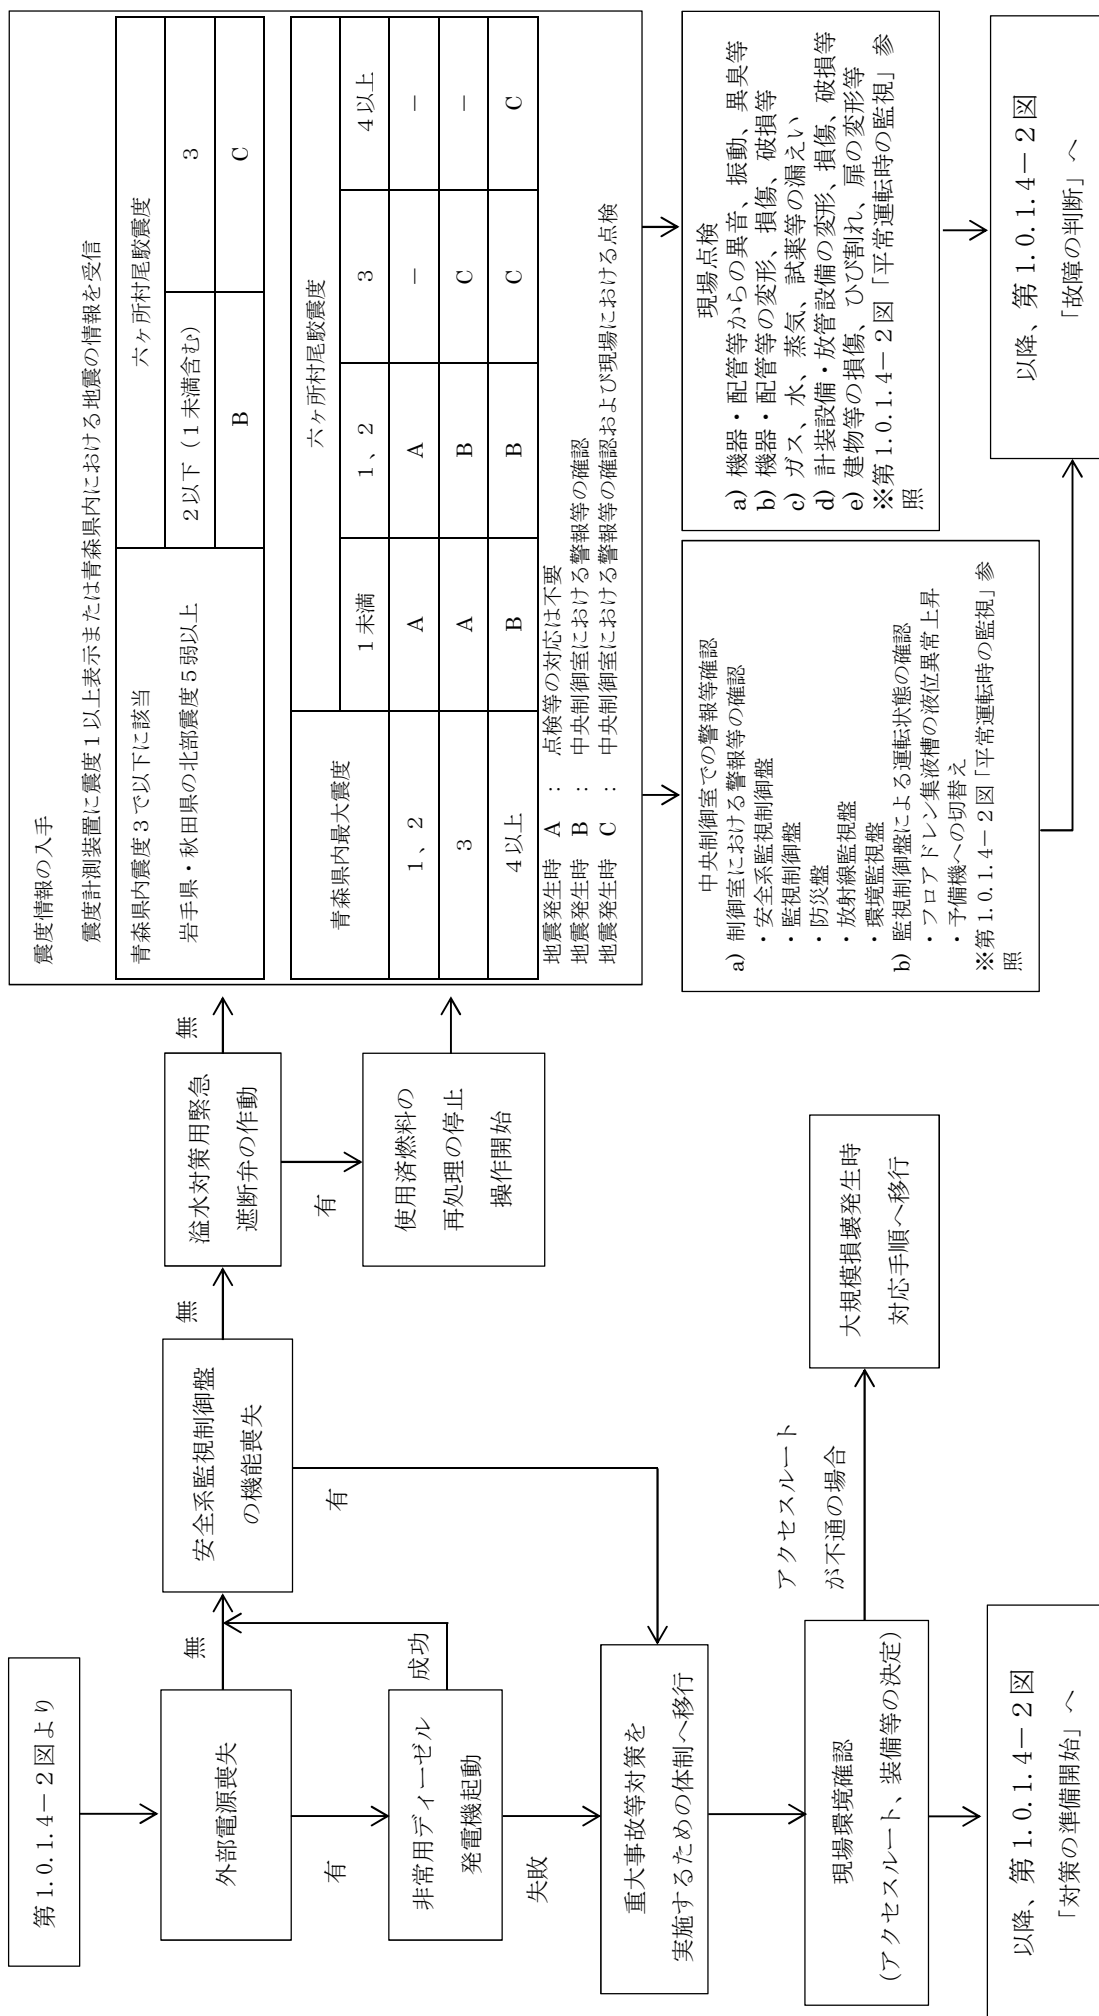 第1.0.1.4－2図より
外部電源喪失
無
有
非常用ディーゼル
発電機起動
成功
失敗
重大事故等対策を
実施するための体制へ移行
現場環境確認
(アクセスルート、装備等の決定)
以降、第1.0.1.4－2図
「対策の準備開始」へ
アクセスルート
が不通の場合
大規模損壊発生時
対応手順へ移行
安全系監視制御盤
の機能喪失
無
有
溢水対策用緊急
遮断弁の作動
無
有
使用済燃料の
再処理の停止
操作開始
震度情報の入手
震度計測装置に震度１以上表示または青森県内における地震の情報を受信
青森県内震度３で以下に該当
岩手県・秋田県の北部震度５弱以上
六ヶ所村尾駮震度
２以下（１未満含む）
３
B
C
青森県内最大震度
六ヶ所村尾駮震度
１未満
１、２
３
４以上
１、２
A
A
－
－
３
A
B
C
－
４以上
B
B
C
C
地震発生時 A ： 点検等の対応は不要
地震発生時 B ： 中央制御室における警報等の確認
地震発生時 C ： 中央制御室における警報等の確認および現場における点検
中央制御室での警報等確認
a) 制御室における警報等の確認
・安全系監視制御盤
・監視制御盤
・防災盤
・放射線監視盤
・環境監視盤
b) 監視制御盤による運転状態の確認
・フロアドレン集液槽の液位異常上昇
・予備機への切替え
※第1.0.1.4－2図「平常運転時の監視」参
照
現場点検
a) 機器・配管等からの異音、振動、異臭等
b) 機器・配管等の変形、損傷、破損等
c) ガス、水、蒸気、試薬等の漏えい
d) 計装設備・放管設備の変形、損傷、破損等
e) 建物等の損傷、ひび割れ、扉の変形等
※第1.0.1.4－2図「平常運転時の監視」参
照
以降、第1.0.1.4－2図
「故障の判断」へ